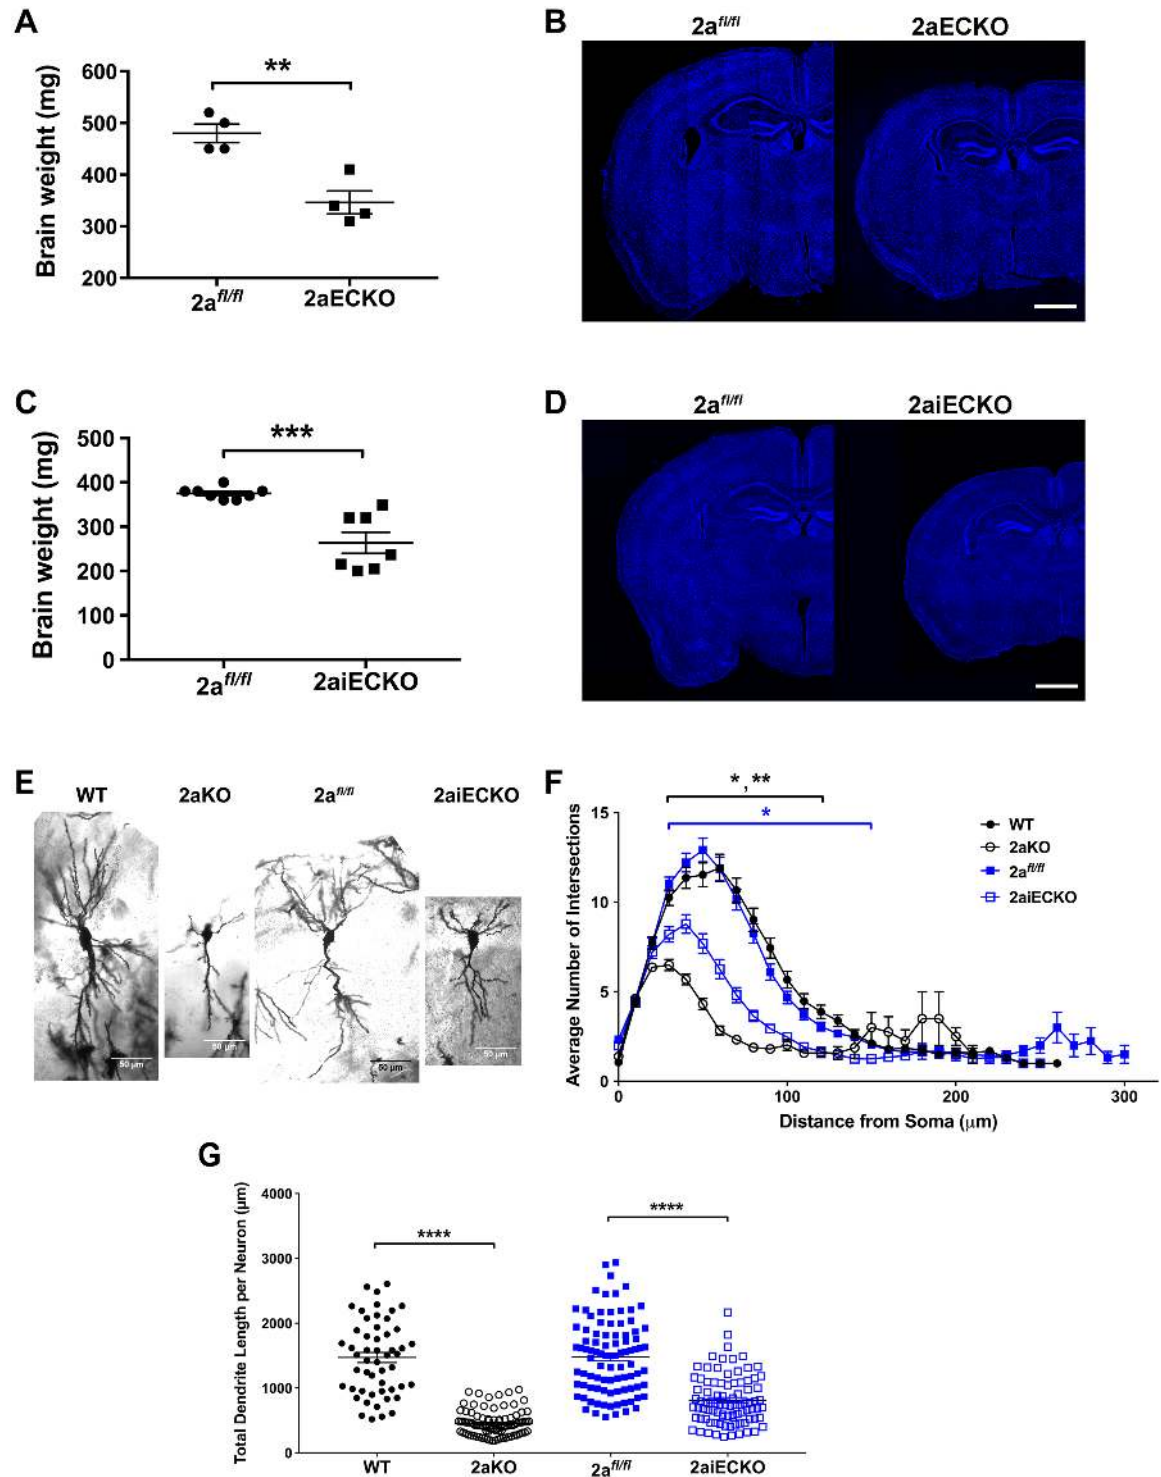 A
Brain weight (mg)
600
500
400
300
200
**
2a^fl/fl
2aECKO
B
2a^fl/fl
2aECKO
C
Brain weight (mg)
500
400
300
200
100
0
***
2a^fl/fl
2aiECKO
D
2a^fl/fl
2aiECKO
E
WT
2aKO
2a^fl/fl
2aiECKO
50 µm
50 µm
50 µm
50 µm
F
Average Number of Intersections
15
10
5
0
*, **
*
WT
2aKO
2a^fl/fl
2aiECKO
0
100
200
300
Distance from Soma (µm)
G
Total Dendrite Length per Neuron (µm)
4000
3000
2000
1000
0
****
****
WT
2aKO
2a^fl/fl
2aiECKO